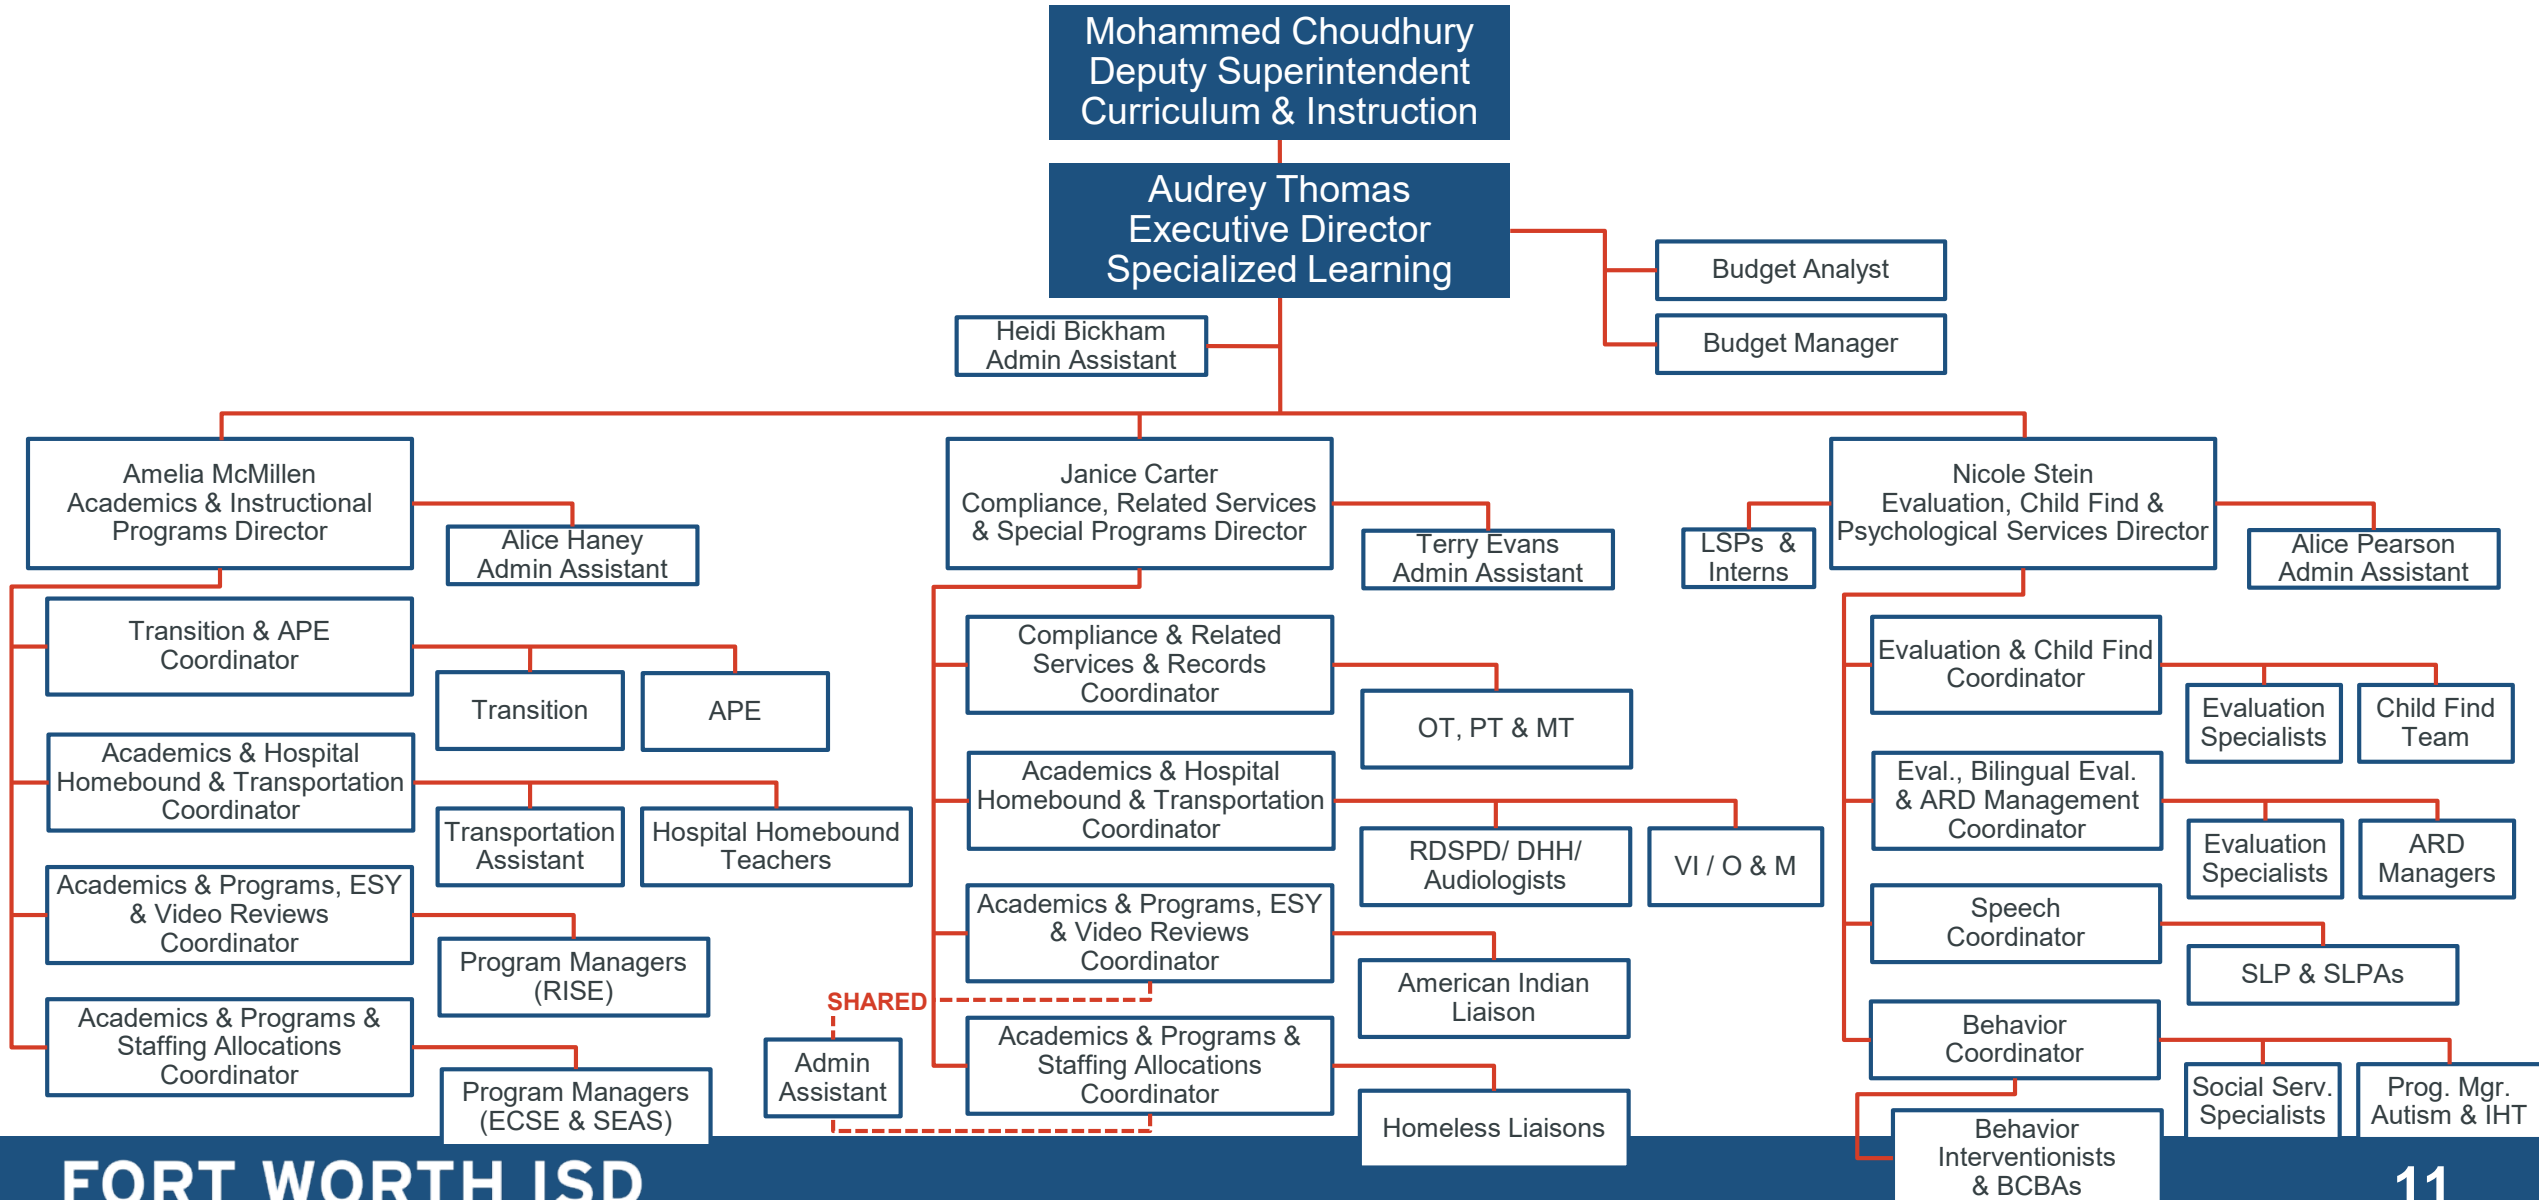 Mohammed Choudhury
Deputy Superintendent
Curriculum & Instruction
Audrey Thomas
Executive Director
Specialized Learning
Budget Analyst
Budget Manager
Heidi Bickham
Admin Assistant
Amelia McMillen
Academics & Instructional
Programs Director
Alice Haney
Admin Assistant
Transition & APE
Coordinator
Transition
APE
Academics & Hospital
Homebound & Transportation
Coordinator
Transportation
Assistant
Hospital Homebound
Teachers
Academics & Programs, ESY
& Video Reviews
Coordinator
Program Managers
(RISE)
Academics & Programs &
Staffing Allocations
Coordinator
Program Managers
(ECSE & SEAS)
Janice Carter
Compliance, Related Services
& Special Programs Director
Terry Evans
Admin Assistant
Compliance & Related
Services & Records
Coordinator
OT, PT & MT
Academics & Hospital
Homebound & Transportation
Coordinator
RDSPD/ DHH/
Audiologists
VI / O & M
Academics & Programs, ESY
& Video Reviews
Coordinator
American Indian
Liaison
SHARED
Admin
Assistant
Academics & Programs &
Staffing Allocations
Coordinator
Homeless Liaisons
Nicole Stein
Evaluation, Child Find &
Psychological Services Director
LSPs & 
Interns
Alice Pearson
Admin Assistant
Evaluation & Child Find
Coordinator
Evaluation
Specialists
Child Find
Team
Eval., Bilingual Eval.
& ARD Management
Coordinator
Evaluation
Specialists
ARD
Managers
Speech
Coordinator
SLP & SLPAs
Behavior
Coordinator
Social Serv.
Specialists
Prog. Mgr.
Autism & IHT
Behavior
Interventionists
& BCBAs
FORT WORTH ISD
11